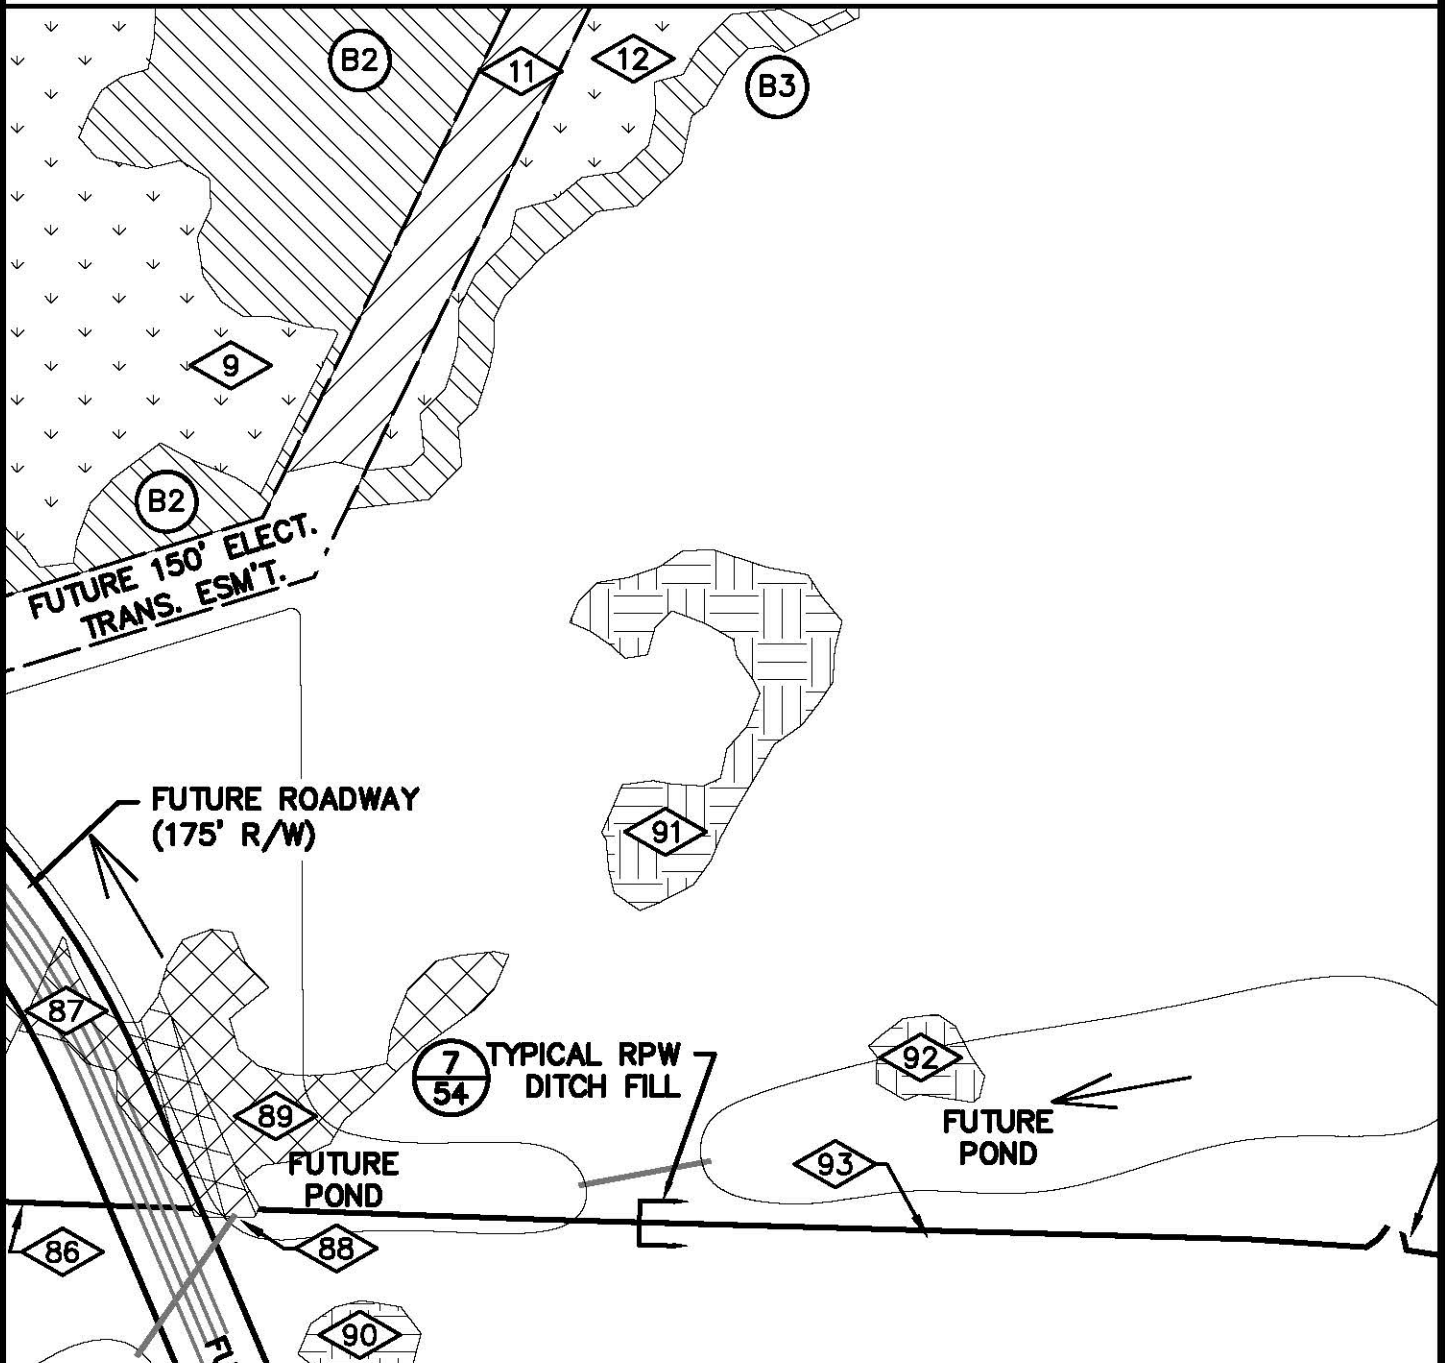 B2
11
12
B3
9
B2
FUTURE 150' ELECT.
TRANS. ESM'T.
FUTURE ROADWAY
(175' R/W)
91
87
7
54
TYPICAL RPW
DITCH FILL
92
89
FUTURE
POND
FUTURE
POND
93
86
88
90